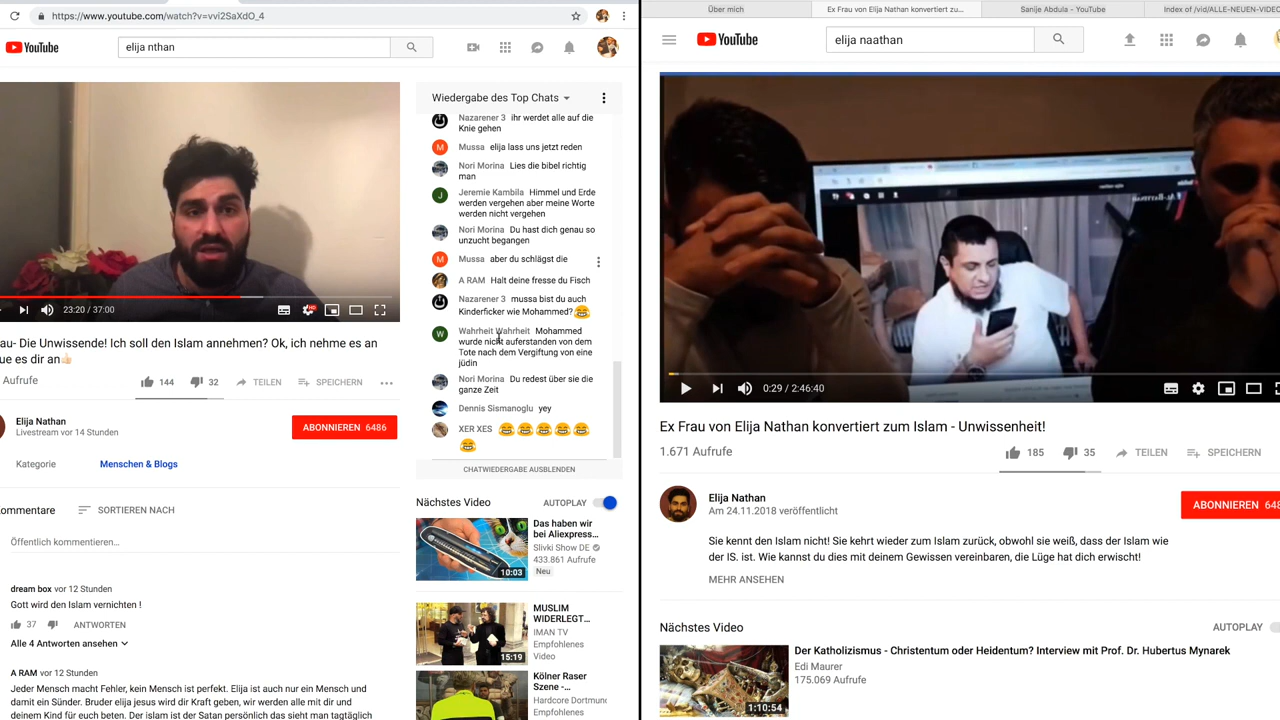 https://www.youtube.com/watch?v=vvi2SaXdO_4
YouTube
elija nthan
23:20 / 37:00
HD
au- Die Unwissende! Ich soll den Islam annehmen? Ok, ich nehme es an
ue es dir an👍
Aufrufe
144
32
TEILEN
SPEICHERN
Elija Nathan
Livestream vor 14 Stunden
ABONNIEREN 6486
Kategorie
Menschen & Blogs
ommentare
SORTIEREN NACH
Öffentlich kommentieren...
dream box vor 12 Stunden
Gott wird den Islam vernichten !
37
ANTWORTEN
Alle 4 Antworten ansehen
A RAM vor 12 Stunden
Jeder Mensch macht Fehler, kein Mensch ist perfekt. Elija ist auch nur ein Mensch und
damit ein Sünder. Bruder elija jesus wird dir Kraft geben, wir werden alle mit dir und
deinem Kind für euch beten. Der islam ist der Satan persönlich das sieht man tagtäglich
Wiedergabe des Top Chats
Nazarener 3 ihr werdet alle auf die
Knie gehen
M
Mussa elija lass uns jetzt reden
Nori Morina Lies die bibel richtig
man
J
Jeremie Kambila Himmel und Erde
werden vergehen aber meine Worte
werden nicht vergehen
Nori Morina Du hast dich genau so
unzucht begangen
M
Mussa aber du schlägst die
A RAM Halt deine fresse du Fisch
Nazarener 3 mussa bist du auch
Kinderficker wie Mohammed?😂
W
Wahrheit Wahrheit Mohammed
wurde nicht auferstanden von dem
Tote nach dem Vergiftung von eine
jüdin
Nori Morina Du redest über sie die
ganze Zeit
Dennis Sismanoglu yey
XER XES 😂😂😂😂😂
😂
CHATWIEDERGABE AUSBLENDEN
Nächstes Video
AUTOPLAY
Das haben wir
bei Aliexpress...
Slivki Show DE
433.861 Aufrufe
Neu
10:03
MUSLIM
WIDERLEGT...
IMAN TV
Empfohlenes
Video
15:19
Kölner Raser
Szene -...
Hardcore Dortmund
Empfohlenes
Über mich
Ex Frau von Elija Nathan konvertiert zu...
Sanije Abdula - YouTube
Index of /vid/ALLE-NEUEN-VIDEO
YouTube
elija naathan
0:29 / 2:46:40
Ex Frau von Elija Nathan konvertiert zum Islam - Unwissenheit!
1.671 Aufrufe
185
35
TEILEN
SPEICHERN
Elija Nathan
Am 24.11.2018 veröffentlicht
ABONNIEREN 648
Sie kennt den Islam nicht! Sie kehrt wieder zum Islam zurück, obwohl sie weiß, dass der Islam wie
der IS. ist. Wie kannst du dies mit deinem Gewissen vereinbaren, die Lüge hat dich erwischt!
MEHR ANSEHEN
Nächstes Video
AUTOPLAY
Der Katholizismus - Christentum oder Heidentum? Interview mit Prof. Dr. Hubertus Mynarek
Edi Maurer
175.069 Aufrufe
1:10:54